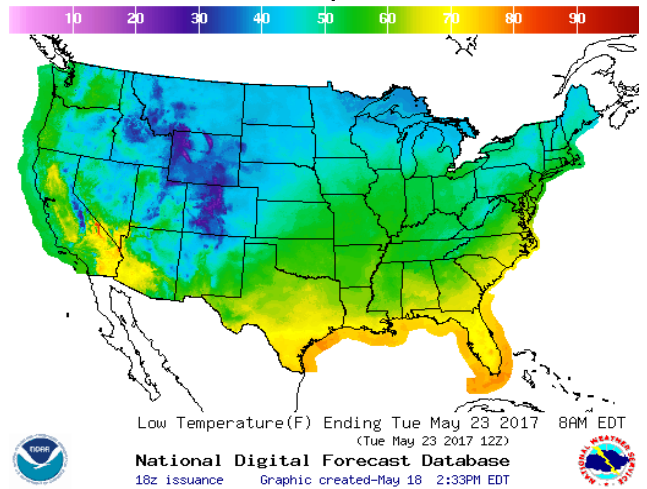 10 20 30 40 50 60 70 80 90
Low Temperature(F) Ending Tue May 23 2017 8AM EDT
(Tue May 23 2017 12Z)
National Digital Forecast Database
18z issuance Graphic created-May 18 2:33PM EDT
NOAA
NATIONAL WEATHER SERVICE